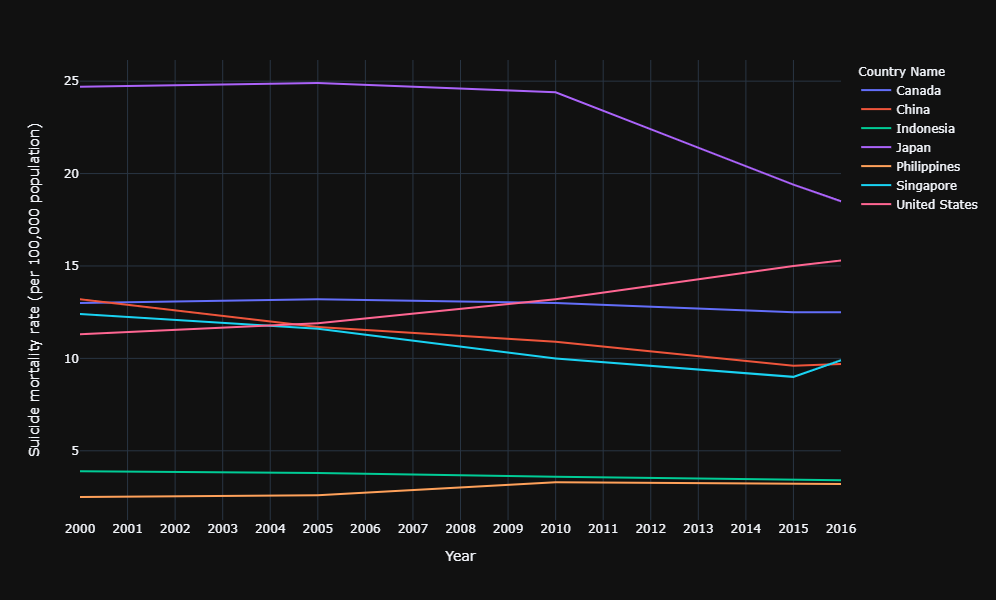 Country Name
Canada
China
Indonesia
Japan
Philippines
Singapore
United States
Suicide mortality rate (per 100,000 population)
25
20
15
10
5
2000 2001 2002 2003 2004 2005 2006 2007 2008 2009 2010 2011 2012 2013 2014 2015 2016
Year